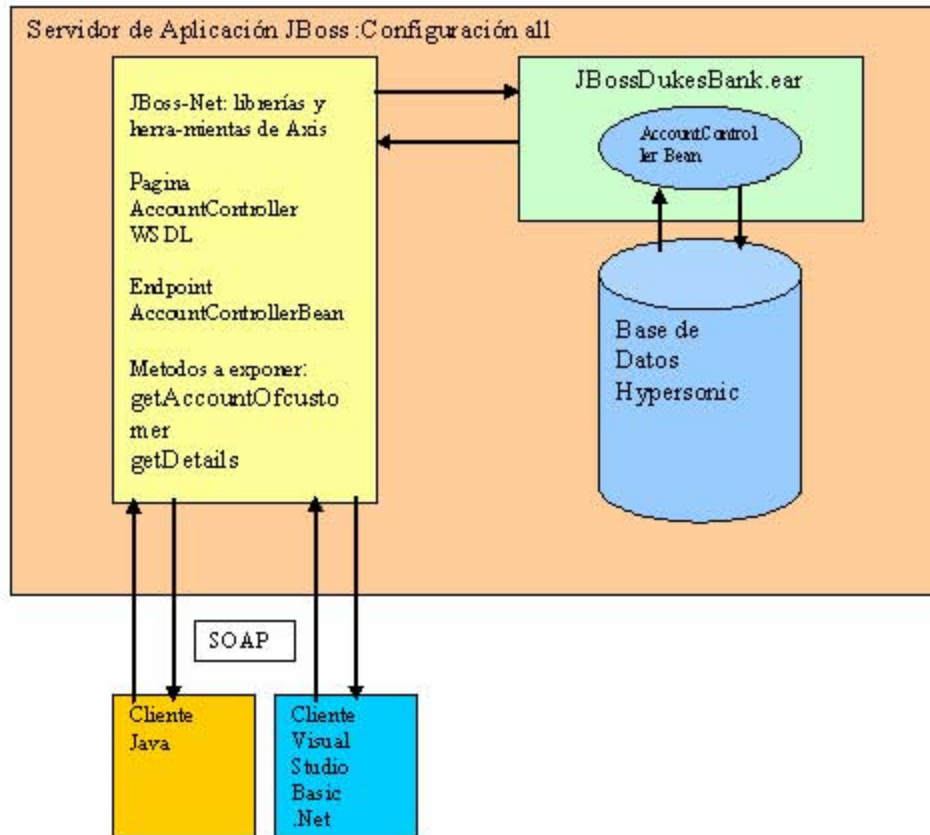 Servidor de Aplicación JBoss :Configuración all
JBoss-Net: librerías y
herra-mientas de Axis
Pagina
AccountController
WSDL
Endpoint
AccountControllerBean
Metodos a exponer:
getAccountOfcusto
mer
getDetails
JBossDukesBank.ear
AccountControl
ler Bean
Base de
Datos
Hypersonic
SOAP
Cliente
Java
Cliente
Visual
Studio
Basic
.Net